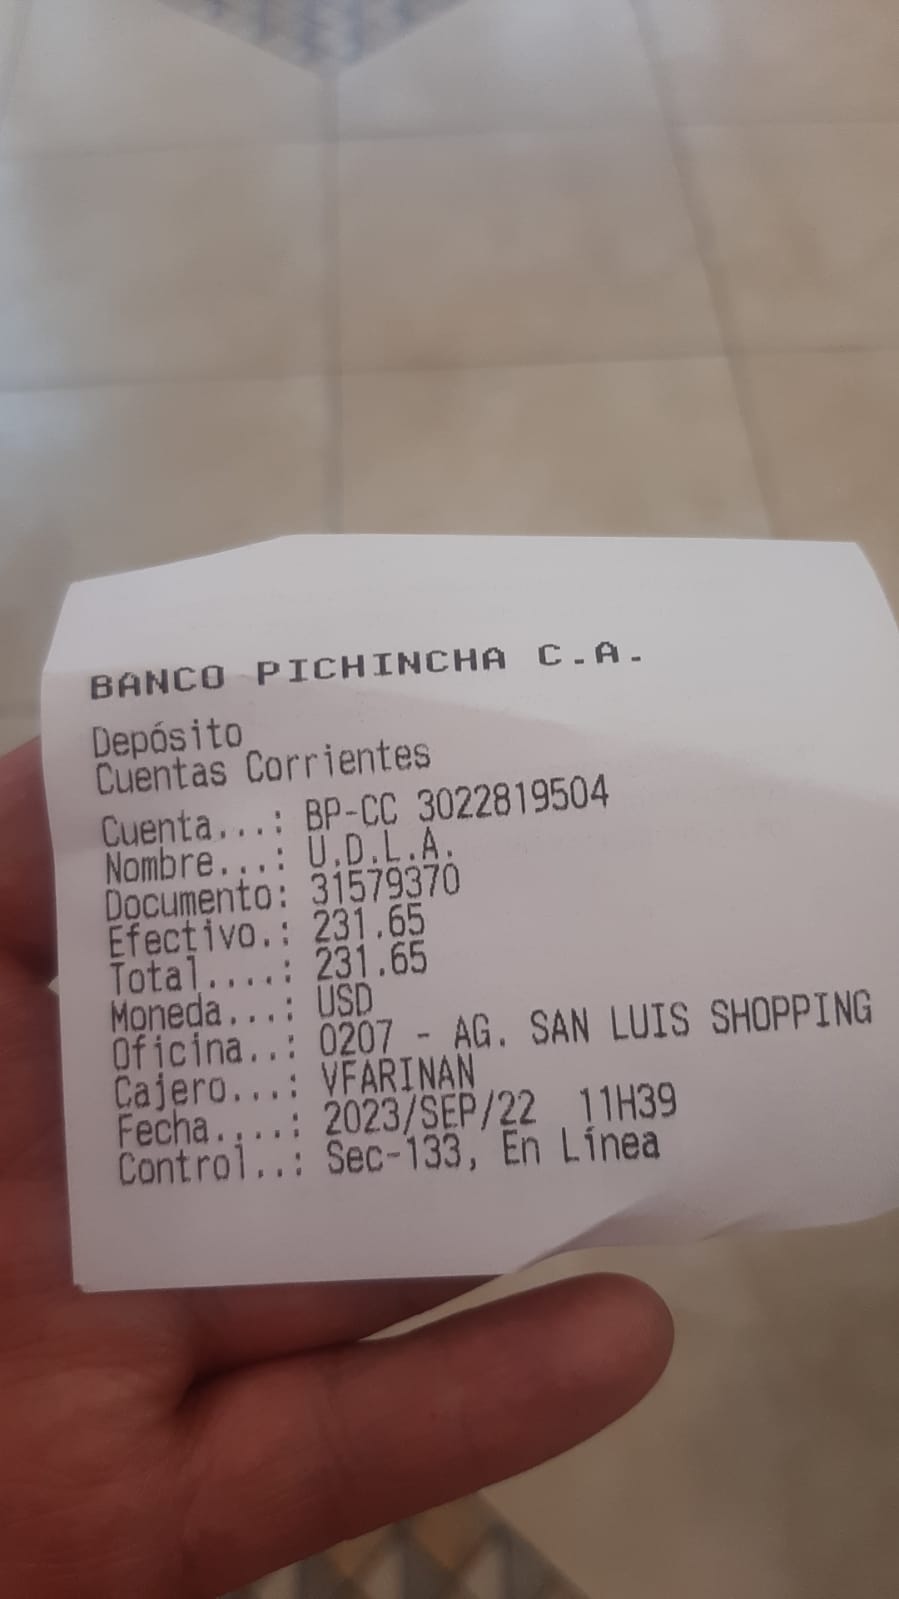 BANCO PICHINCHA C.A.
Depósito
Cuentas Corrientes
Cuenta...: BP-CC 3022819504
Nombre...: U.D.L.A.
Documento: 31579370
Efectivo.: 231.65
Total....: 231.65
Moneda...: USD
Oficina..: 0207 - AG. SAN LUIS SHOPPING
Cajero...: VFARINAN
Fecha....: 2023/SEP/22  11H39
Control..: Sec-133, En Línea